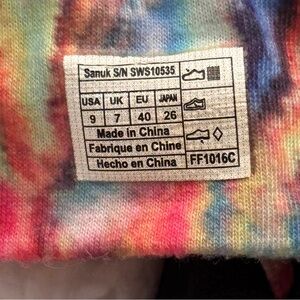 Sanuk S/N SWS10535
USA UK EU JAPAN
9 7 40 26
Made in China
Fabrique en Chine
Hecho en China FF1016C